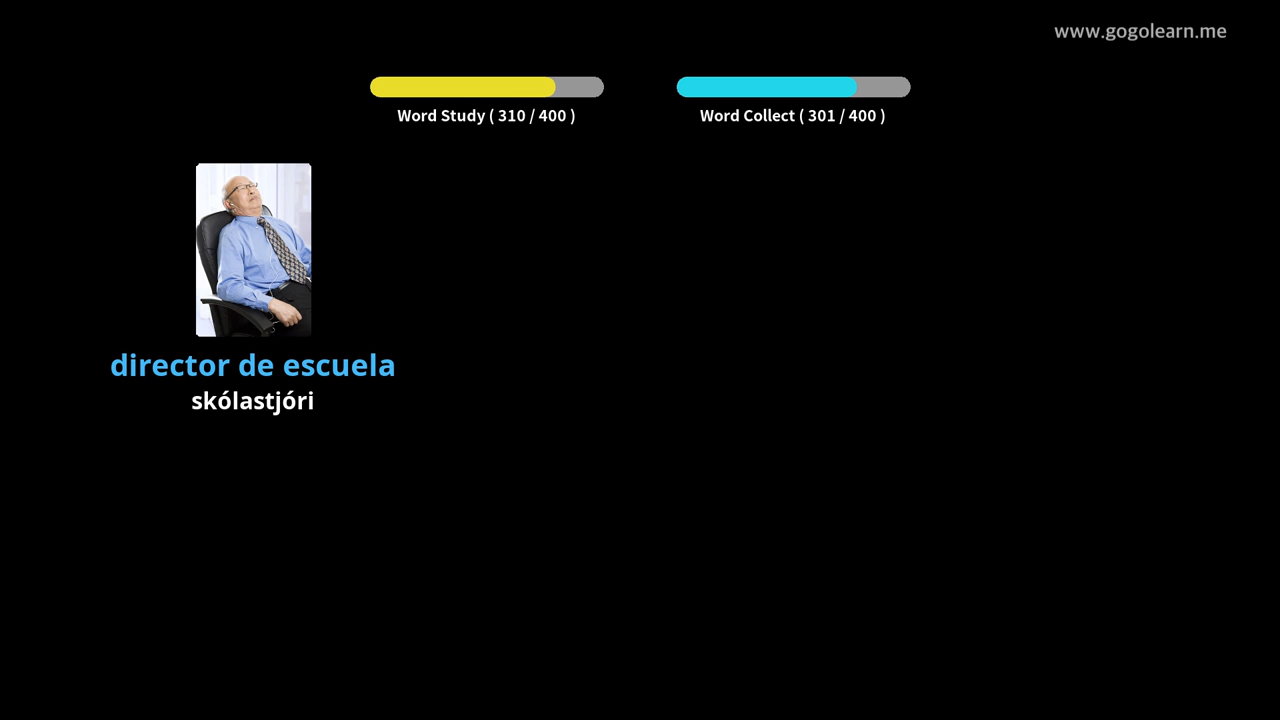 www.gogolearn.me
Word Study ( 310 / 400 )
Word Collect ( 301 / 400 )
director de escuela
skólastjóri